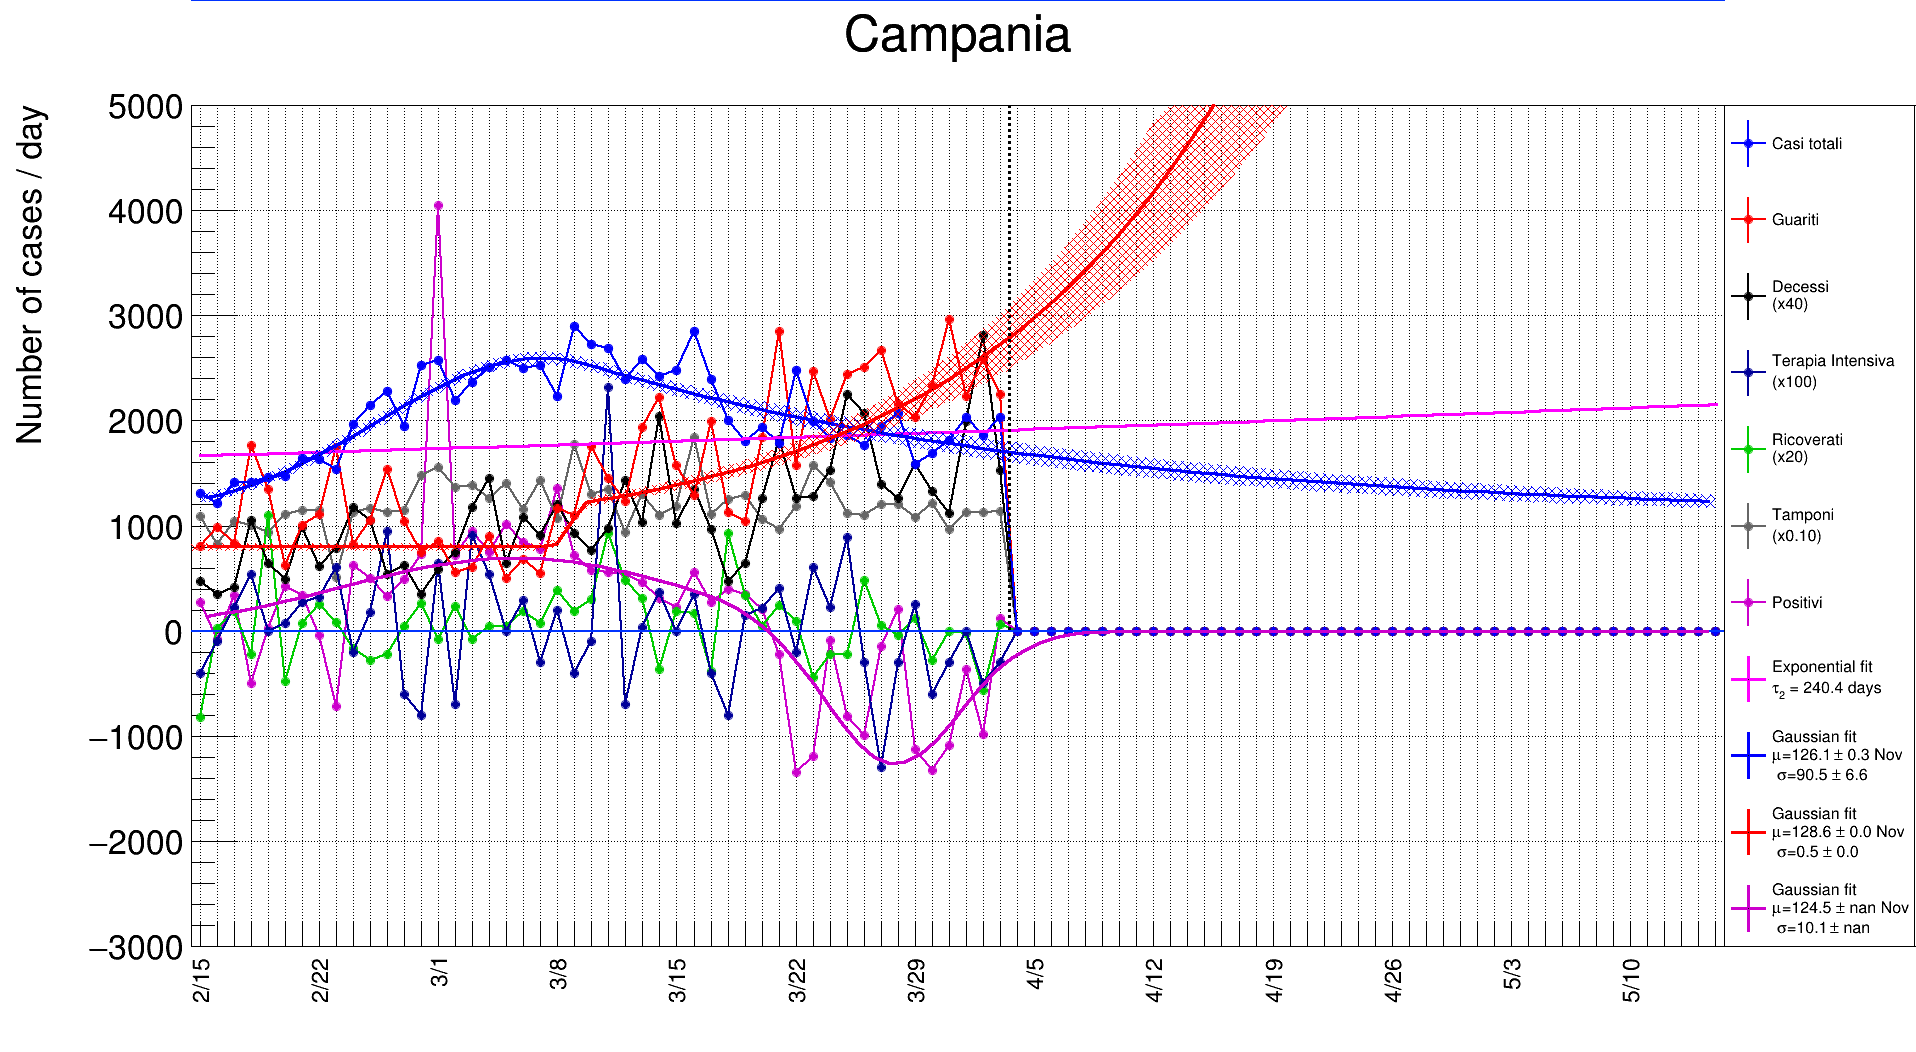 Campania
Number of cases / day
5000
4000
3000
2000
1000
0
−1000
−2000
−3000
2/15
2/22
3/1
3/8
3/15
3/22
3/29
4/5
4/12
4/19
4/26
5/3
5/10
Casi totali
Guariti
Decessi
(x40)
Terapia Intensiva
(x100)
Ricoverati
(x20)
Tamponi
(x0.10)
Positivi
Exponential fit
τ2 = 240.4 days
Gaussian fit
μ=126.1 ± 0.3 Nov
σ=90.5 ± 6.6
Gaussian fit
μ=128.6 ± 0.0 Nov
σ=0.5 ± 0.0
Gaussian fit
μ=124.5 ± nan Nov
σ=10.1 ± nan